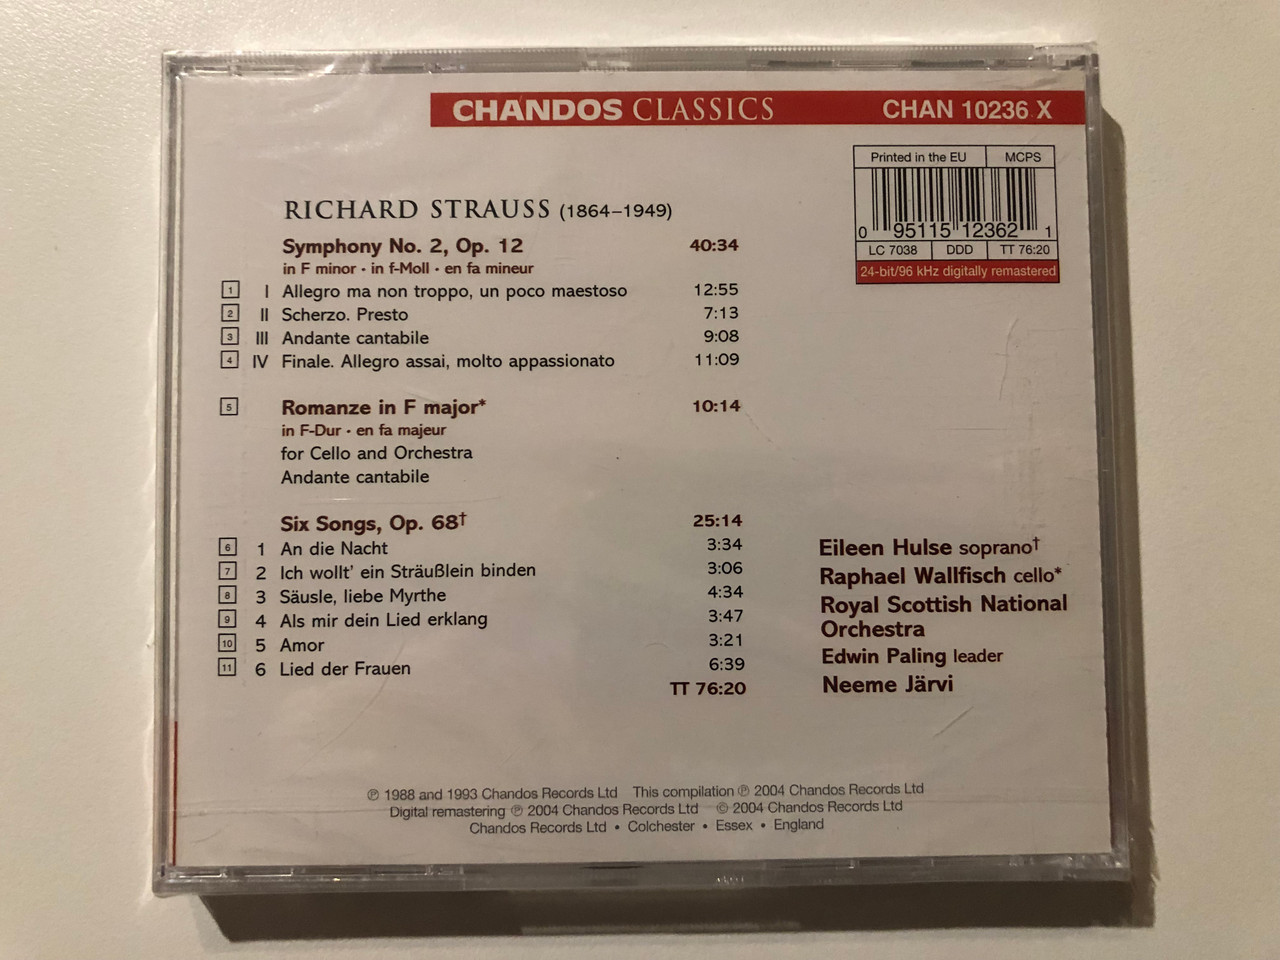 CHANDOS CLASSICS CHAN 10236 X
Printed in the EU MCPS
0 95115 12362 1
LC 7038 DDD TT 76:20
24-bit/96 kHz digitally remastered
RICHARD STRAUSS (1864–1949)
Symphony No. 2, Op. 12 40:34
in F minor · in f-Moll · en fa mineur
1 I Allegro ma non troppo, un poco maestoso 12:55
2 II Scherzo. Presto 7:13
3 III Andante cantabile 9:08
4 IV Finale. Allegro assai, molto appassionato 11:09
5 Romanze in F major* 10:14
in F-Dur · en fa majeur
for Cello and Orchestra
Andante cantabile
Six Songs, Op. 68† 25:14
6 1 An die Nacht 3:34
7 2 Ich wollt' ein Sträußlein binden 3:06
8 3 Säusle, liebe Myrthe 4:34
9 4 Als mir dein Lied erklang 3:47
10 5 Amor 3:21
11 6 Lied der Frauen 6:39
TT 76:20
Eileen Hulse soprano†
Raphael Wallfisch cello*
Royal Scottish National
Orchestra
Edwin Paling leader
Neeme Järvi
℗ 1988 and 1993 Chandos Records Ltd This compilation ℗ 2004 Chandos Records Ltd
Digital remastering ℗ 2004 Chandos Records Ltd © 2004 Chandos Records Ltd
Chandos Records Ltd • Colchester • Essex • England